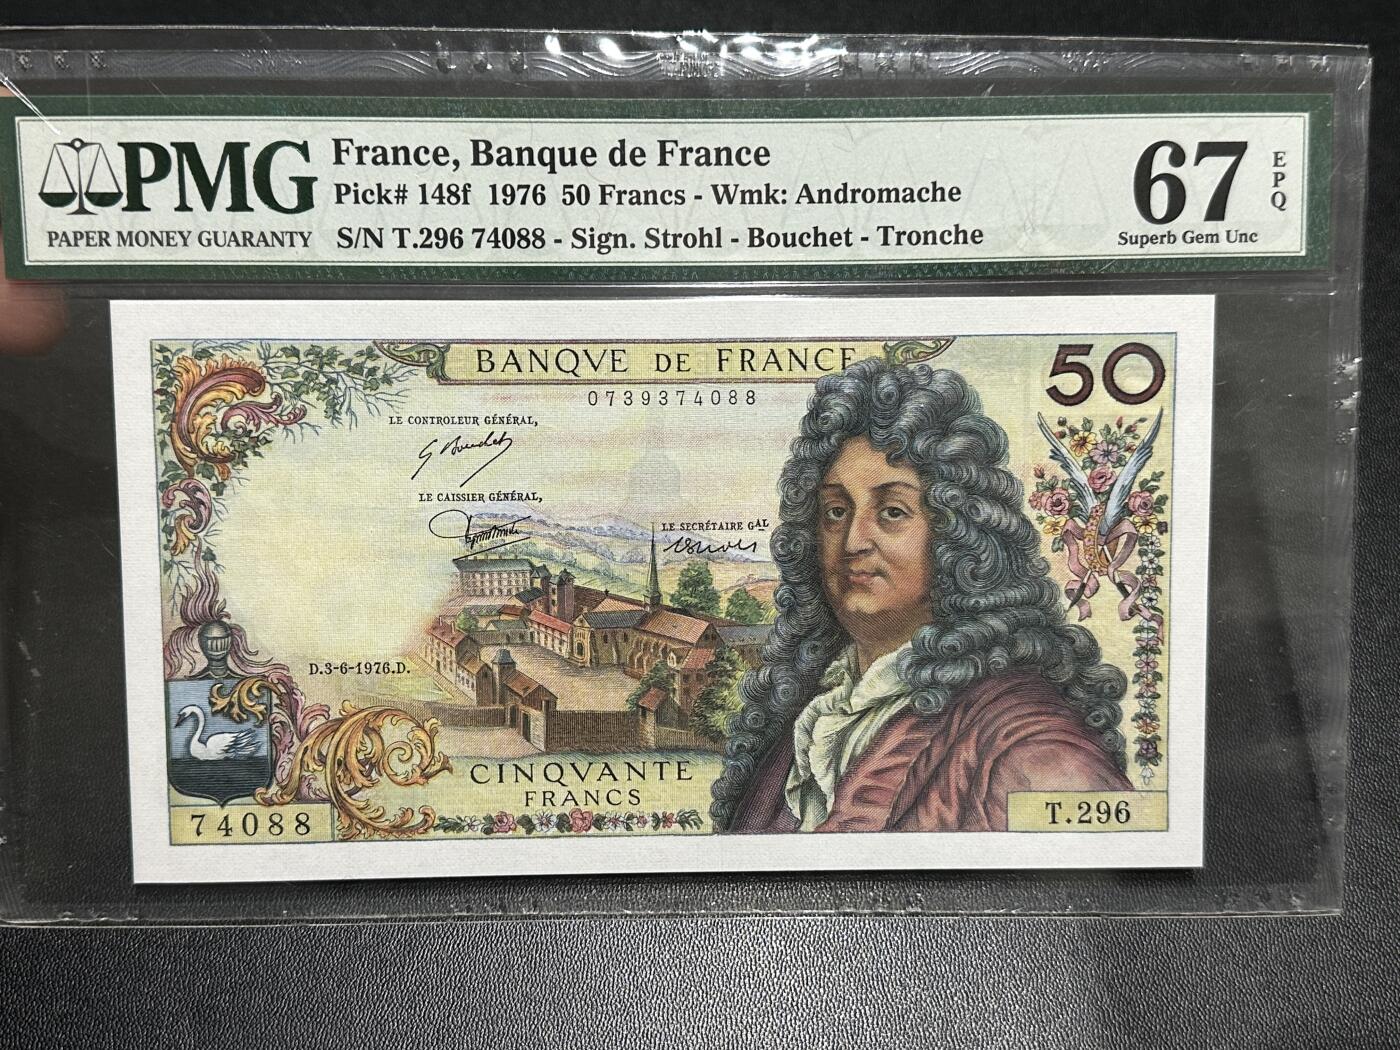 PMG
PAPER MONEY GUARANTY
France, Banque de France
Pick# 148f 1976 50 Francs - Wmk: Andromache
S/N T.296 74088 - Sign. Strohl - Bouchet - Tronche
67
EPQ
Superb Gem Unc
BANQVE DE FRANCE
50
0739374088
LE CONTROLEUR GÉNÉRAL,
G Bouchet
LE CAISSIER GÉNÉRAL,
LE SECRÉTAIRE GAL
D.3-6-1976.D.
CINQVANTE
FRANCS
74088
T.296